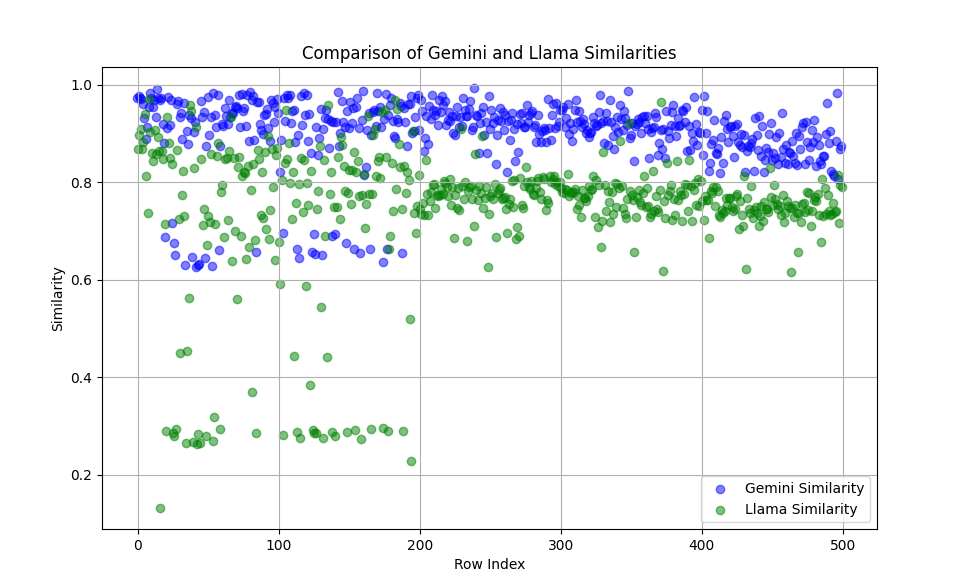 Comparison of Gemini and Llama Similarities
1.0
0.8
0.6
0.4
0.2
Similarity
0
100
200
300
400
500
Row Index
Gemini Similarity
Llama Similarity